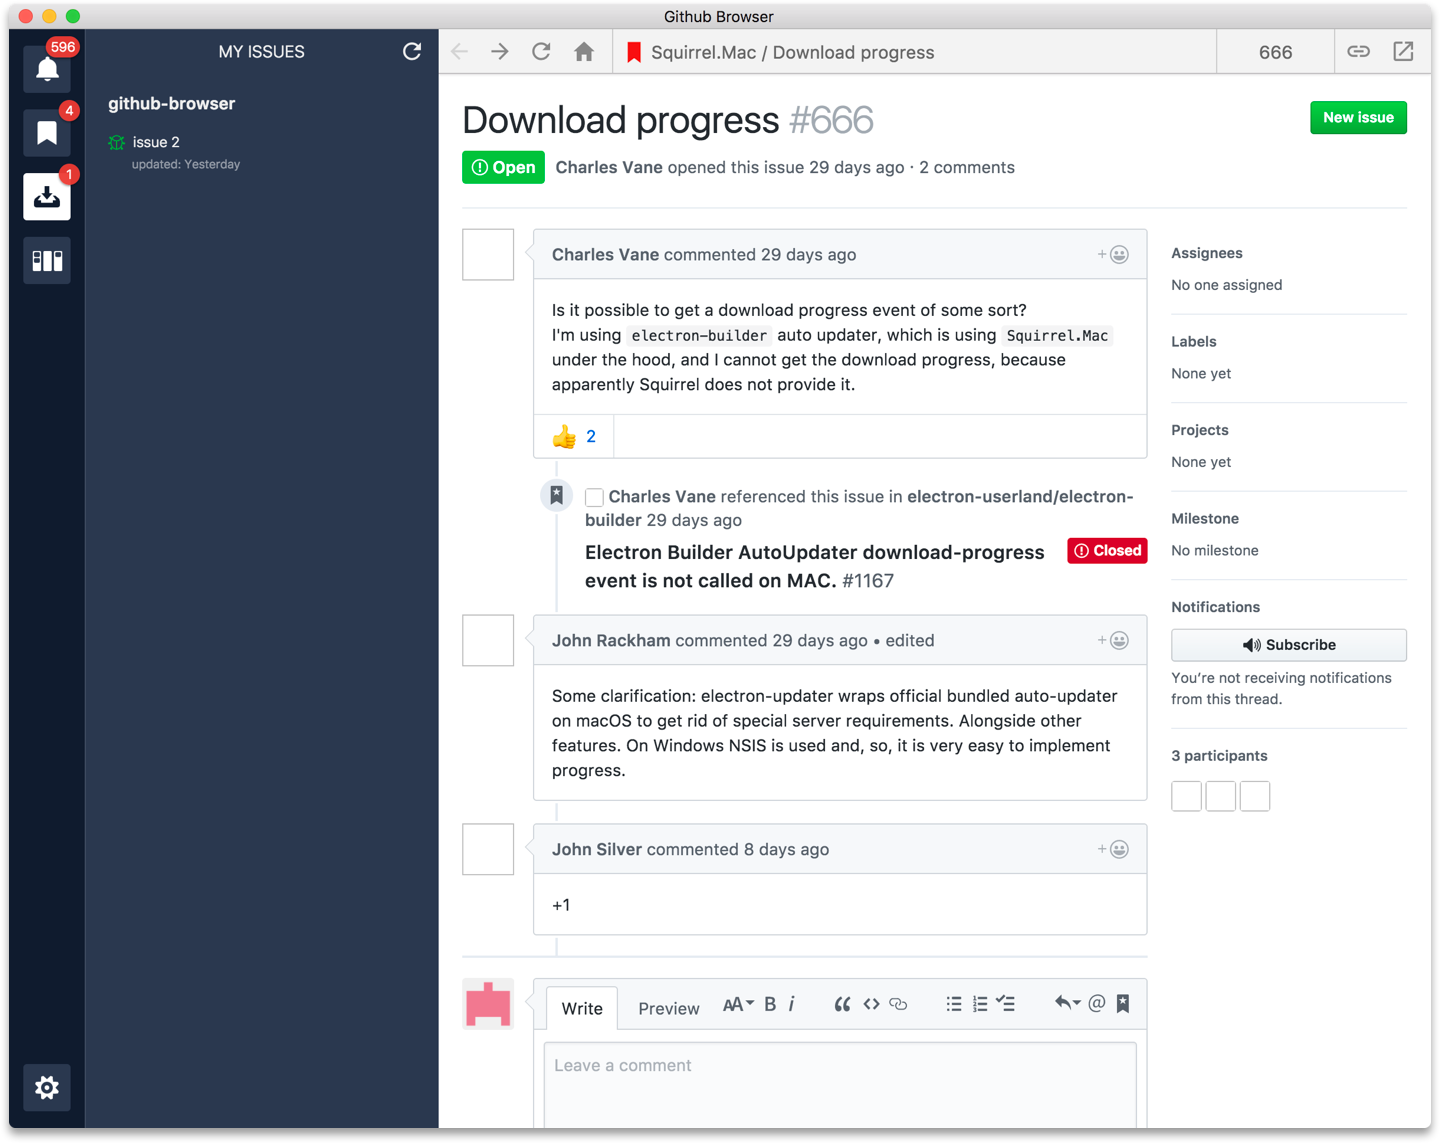 Github Browser
596
4
1
MY ISSUES
github-browser
issue 2
updated: Yesterday
Squirrel.Mac / Download progress
666
Download progress #666
New issue
Open
Charles Vane opened this issue 29 days ago · 2 comments
Charles Vane commented 29 days ago
+
Is it possible to get a download progress event of some sort?
I'm using electron-builder auto updater, which is using Squirrel.Mac
under the hood, and I cannot get the download progress, because
apparently Squirrel does not provide it.
👍 2
Charles Vane referenced this issue in electron-userland/electron-
builder 29 days ago
Electron Builder AutoUpdater download-progress
event is not called on MAC. #1167
Closed
John Rackham commented 29 days ago • edited
+
Some clarification: electron-updater wraps official bundled auto-updater
on macOS to get rid of special server requirements. Alongside other
features. On Windows NSIS is used and, so, it is very easy to implement
progress.
John Silver commented 8 days ago
+
+1
Write
Preview
AA B i
Leave a comment
Assignees
No one assigned
Labels
None yet
Projects
None yet
Milestone
No milestone
Notifications
Subscribe
You’re not receiving notifications
from this thread.
3 participants